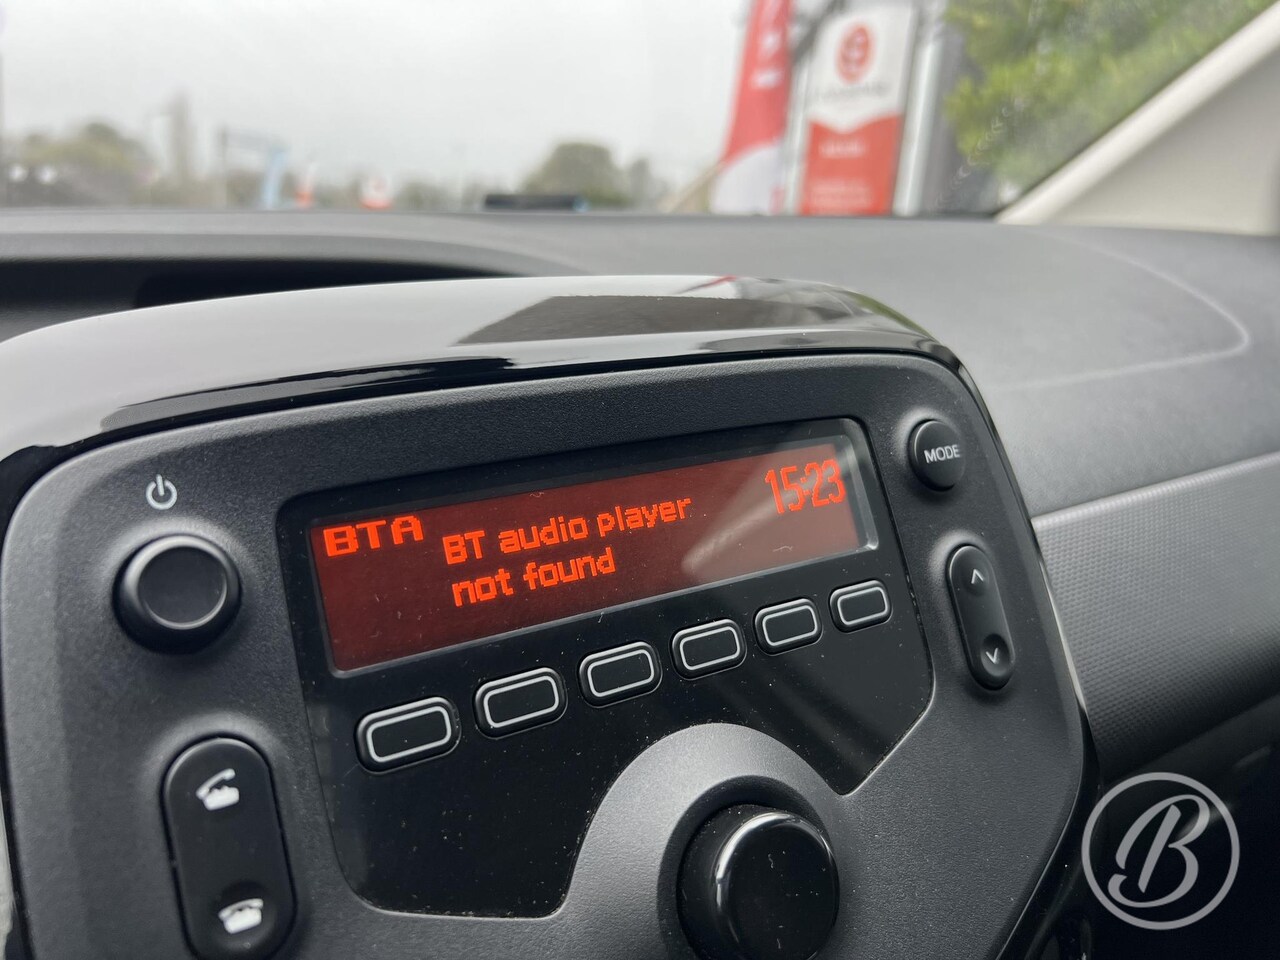 BTA
BT audio player
not found
15:23
MODE
B